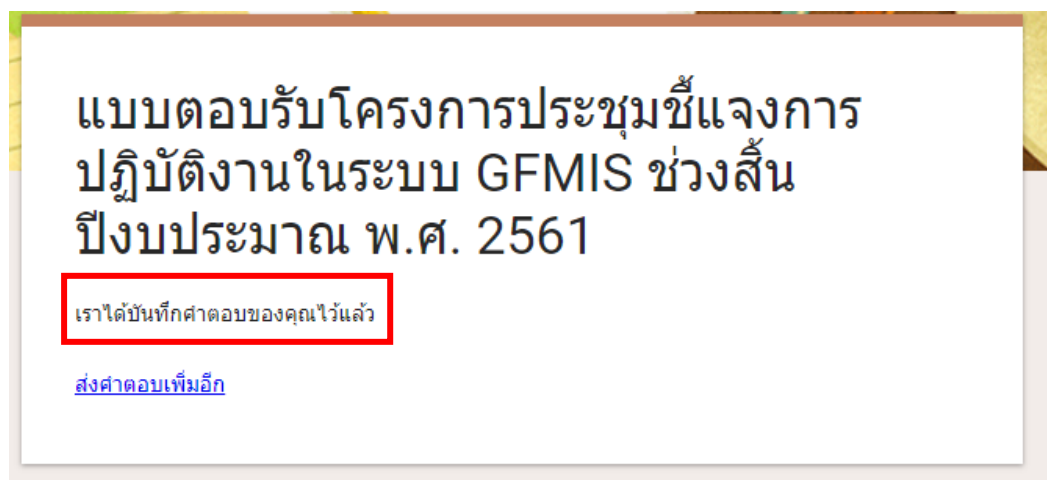 แบบตอบรับโครงการประชุมชี้แจงการ
ปฏิบัติงานในระบบ GFMIS ช่วงสิ้น
ปีงบประมาณ พ.ศ. 2561
เราได้บันทึกคำตอบของคุณไว้แล้ว
ส่งคำตอบเพิ่มอีก